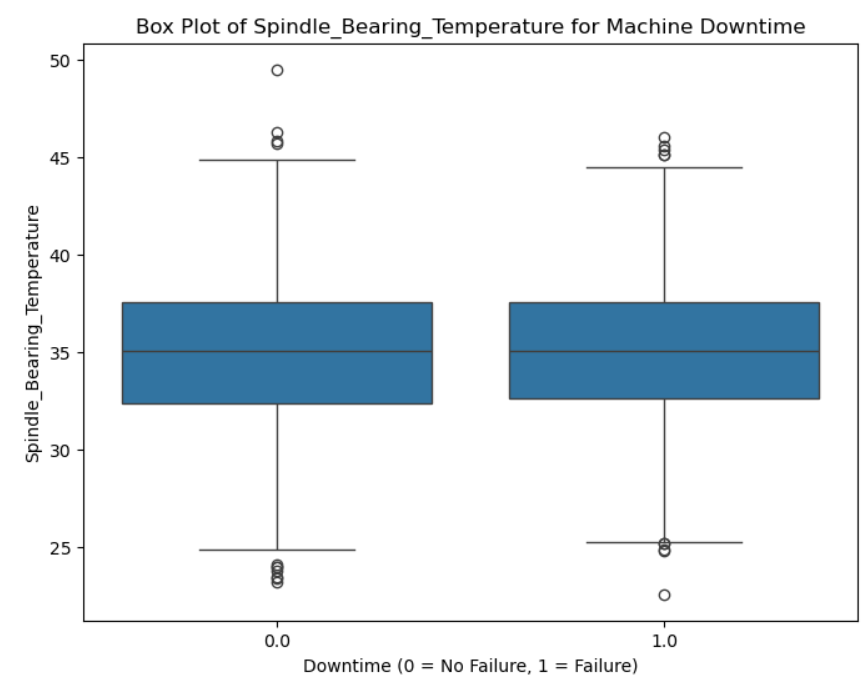 Box Plot of Spindle_Bearing_Temperature for Machine Downtime
Spindle_Bearing_Temperature
50
45
40
35
30
25
0.0
1.0
Downtime (0 = No Failure, 1 = Failure)